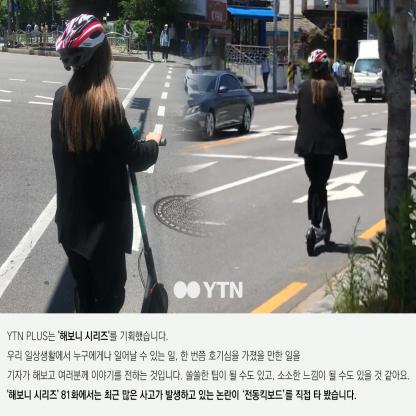 YTN
YTN PLUS는 '해보니 시리즈'를 기획했습니다.
우리 일상생활에서 누구에게나 일어날 수 있는 일, 한 번쯤 호기심을 가졌을 만한 일을
기자가 해보고 여러분께 이야기를 전하는 것입니다. 쏠쏠한 팁이 될 수도 있고, 소소한 느낌이 될 수도 있을 것 같아요.
'해보니 시리즈' 81화에서는 최근 많은 사고가 발생하고 있는 논란이 '전동킥보드'를 직접 타 봤습니다.